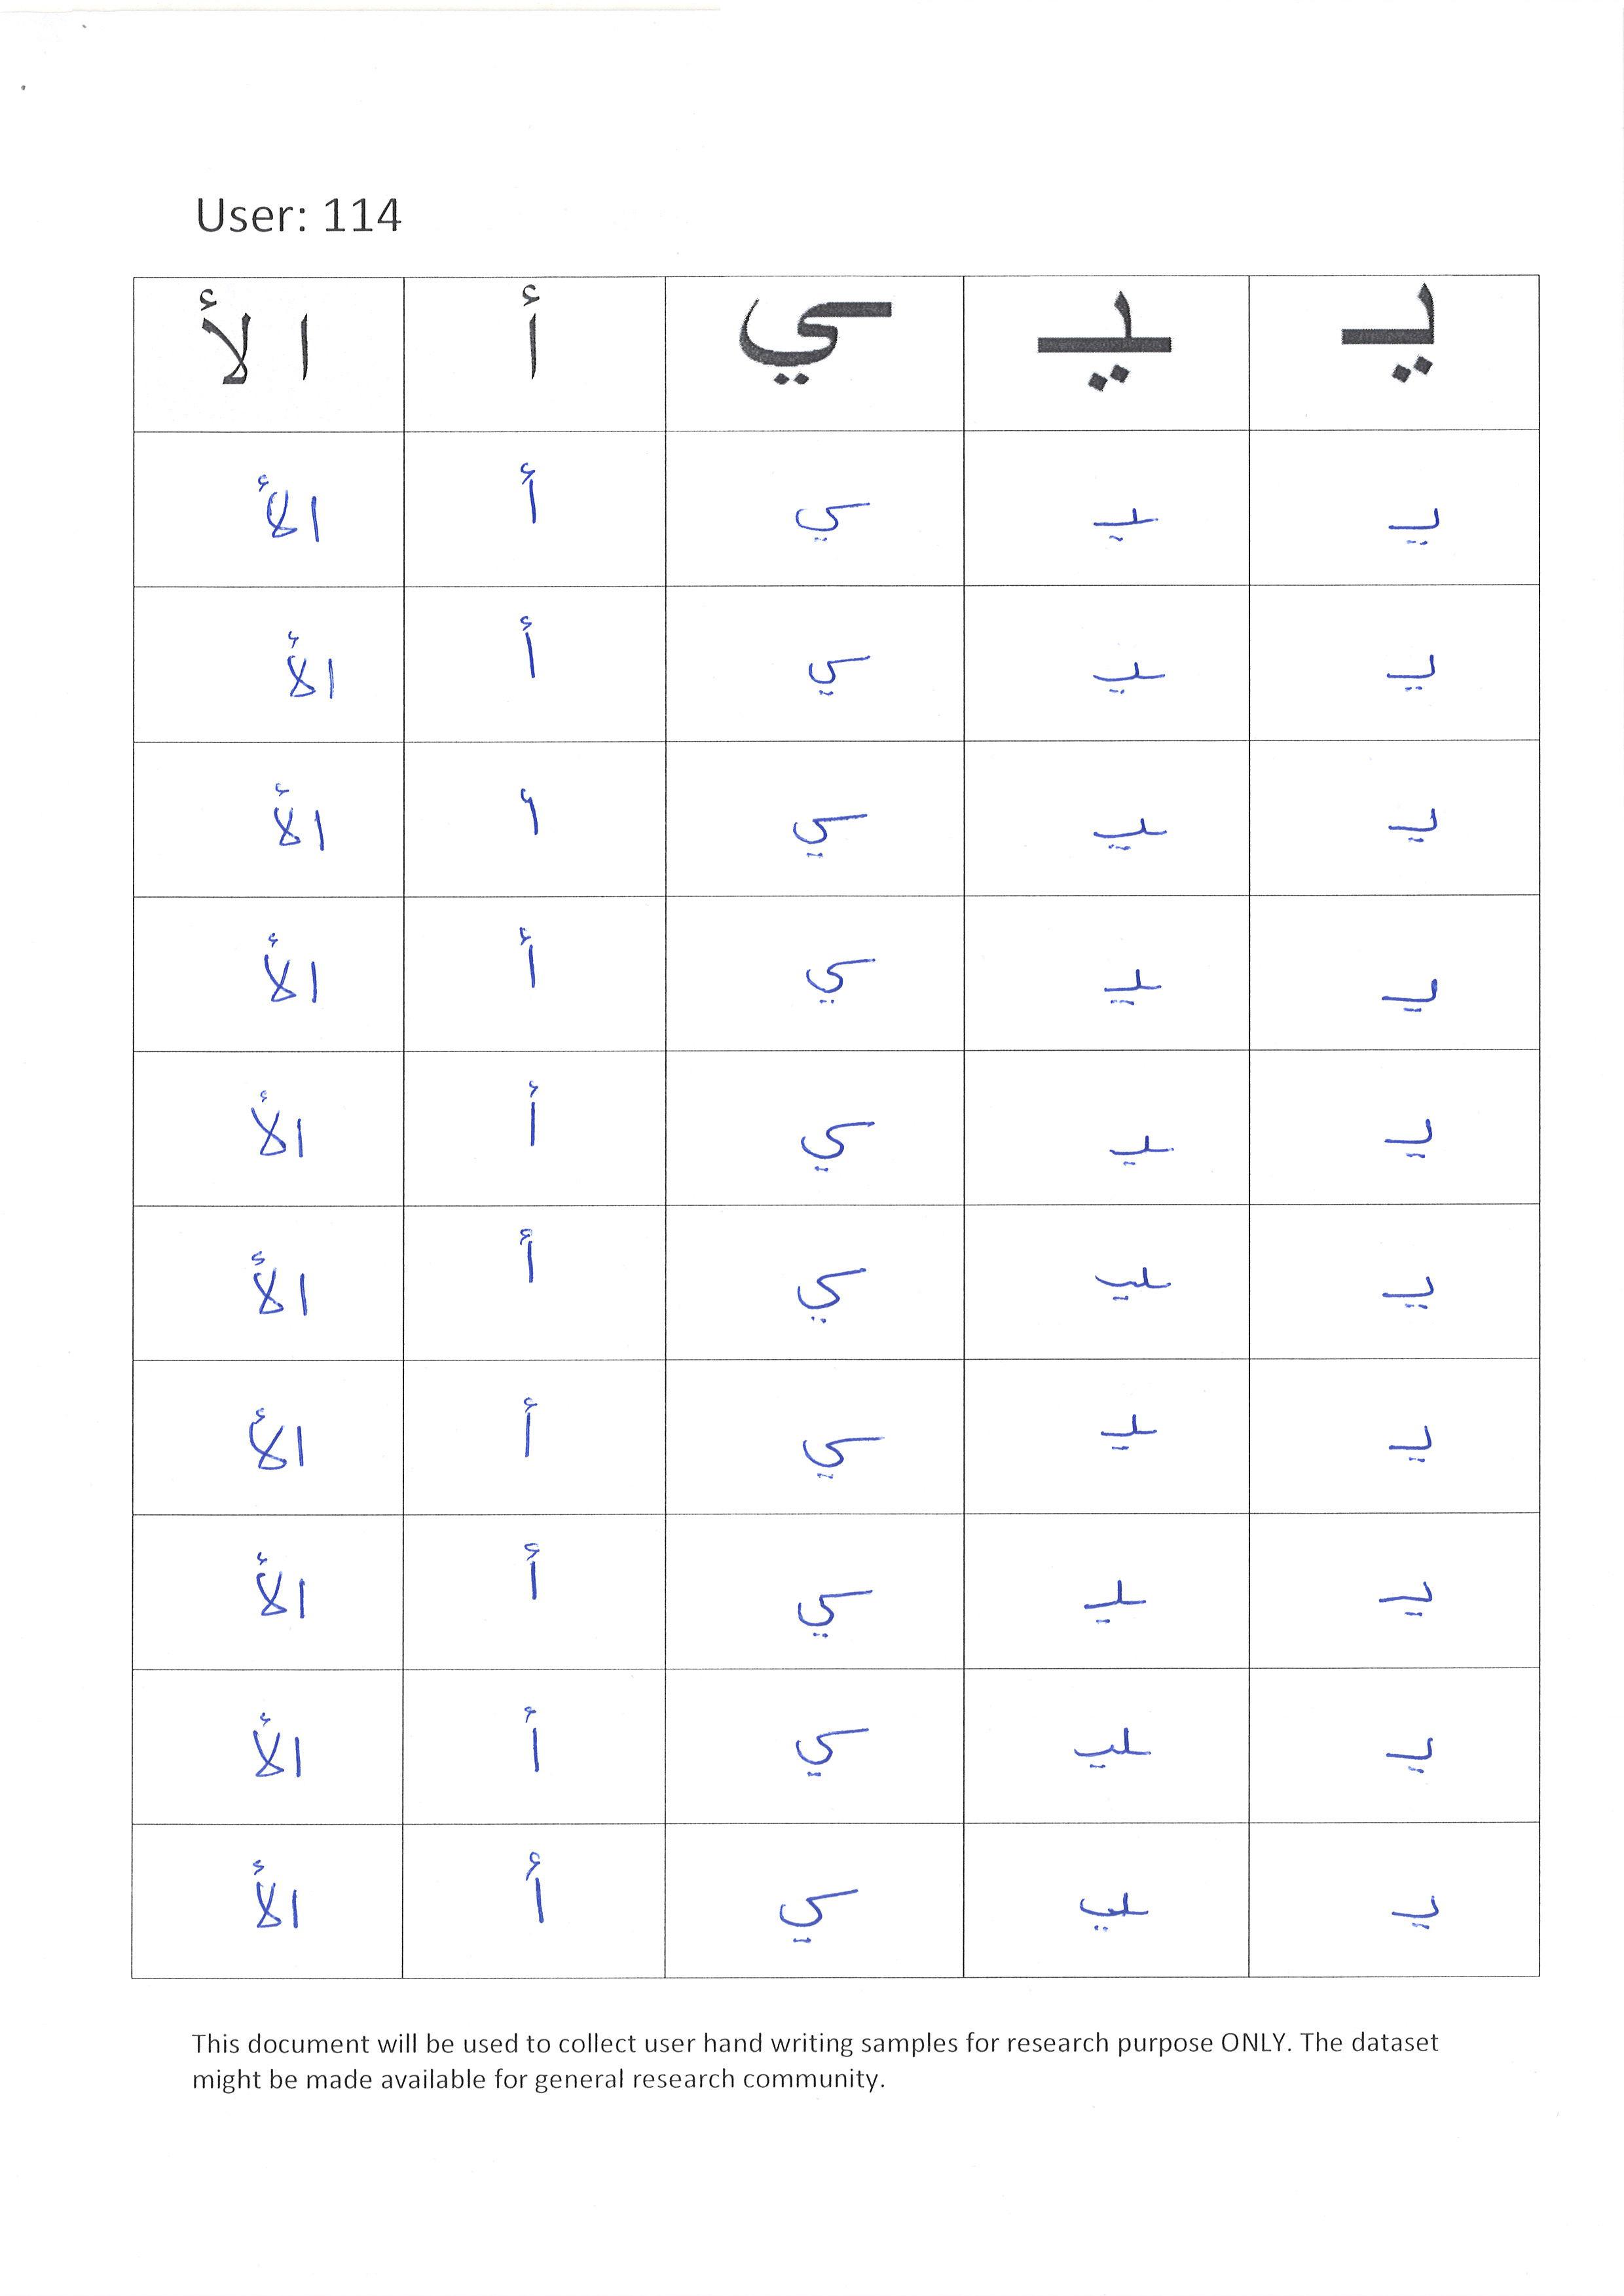 User: 114
يـ ـيـ ـي أ ا لأ
يـ ـيـ ـي أ الأ
يـ ـيـ ـي أ الأ
يـ ـيـ ـي أ الأ
يـ ـيـ ـي أ الأ
يـ ـيـ ـي أ الأ
يـ ـيـ ـي أ الأ
يـ ـيـ ـي أ الأ
يـ ـيـ ـي أ الأ
يـ ـيـ ـي أ الأ
يـ ـيـ ـي أ الأ
This document will be used to collect user hand writing samples for research purpose ONLY. The dataset
might be made available for general research community.